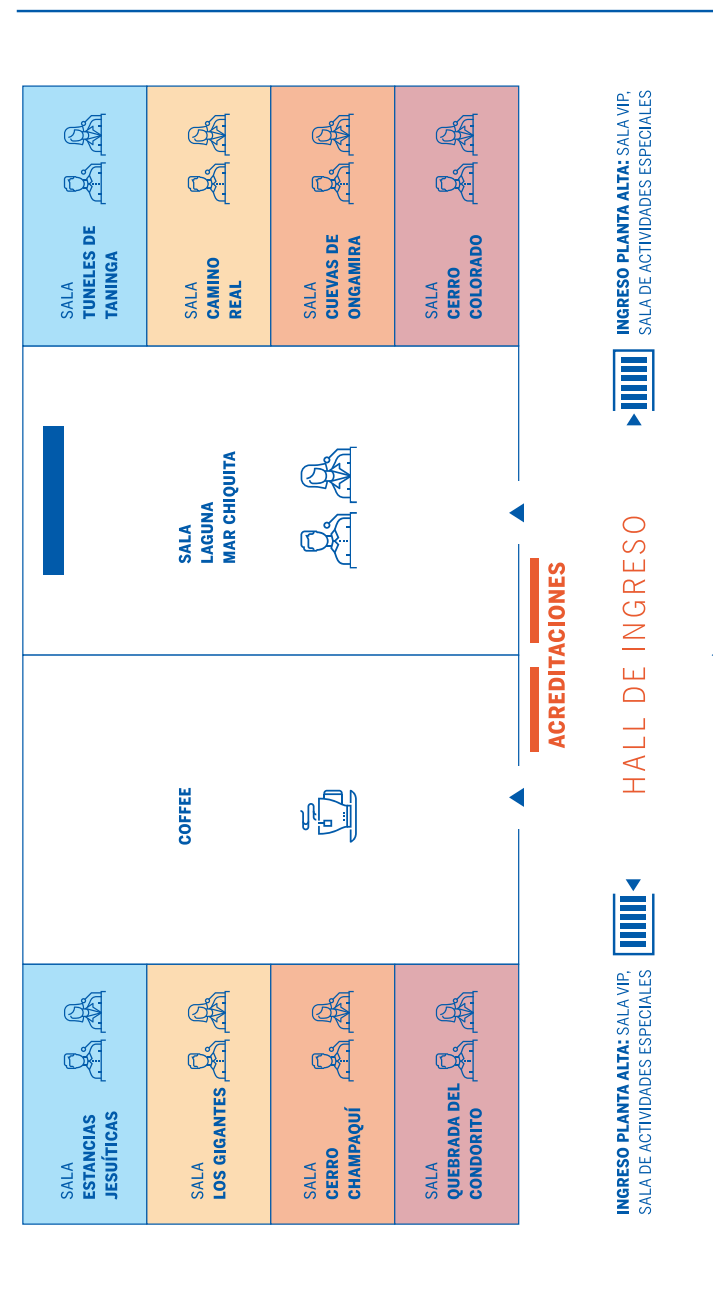 SALA
ESTANCIAS
JESUÍTICAS
SALA
TUNELES DE
TANINGA
SALA
LOS GIGANTES
COFFEE
SALA
LAGUNA
MAR CHIQUITA
SALA
CAMINO
REAL
SALA
CERRO
CHAMPAQUÍ
SALA
CUEVAS DE
ONGAMIRA
SALA
QUEBRADA DEL
CONDORITO
SALA
CERRO
COLORADO
ACREDITACIONES
INGRESO PLANTA ALTA: SALA VIP,
SALA DE ACTIVIDADES ESPECIALES
HALL DE INGRESO
INGRESO PLANTA ALTA: SALA VIP,
SALA DE ACTIVIDADES ESPECIALES